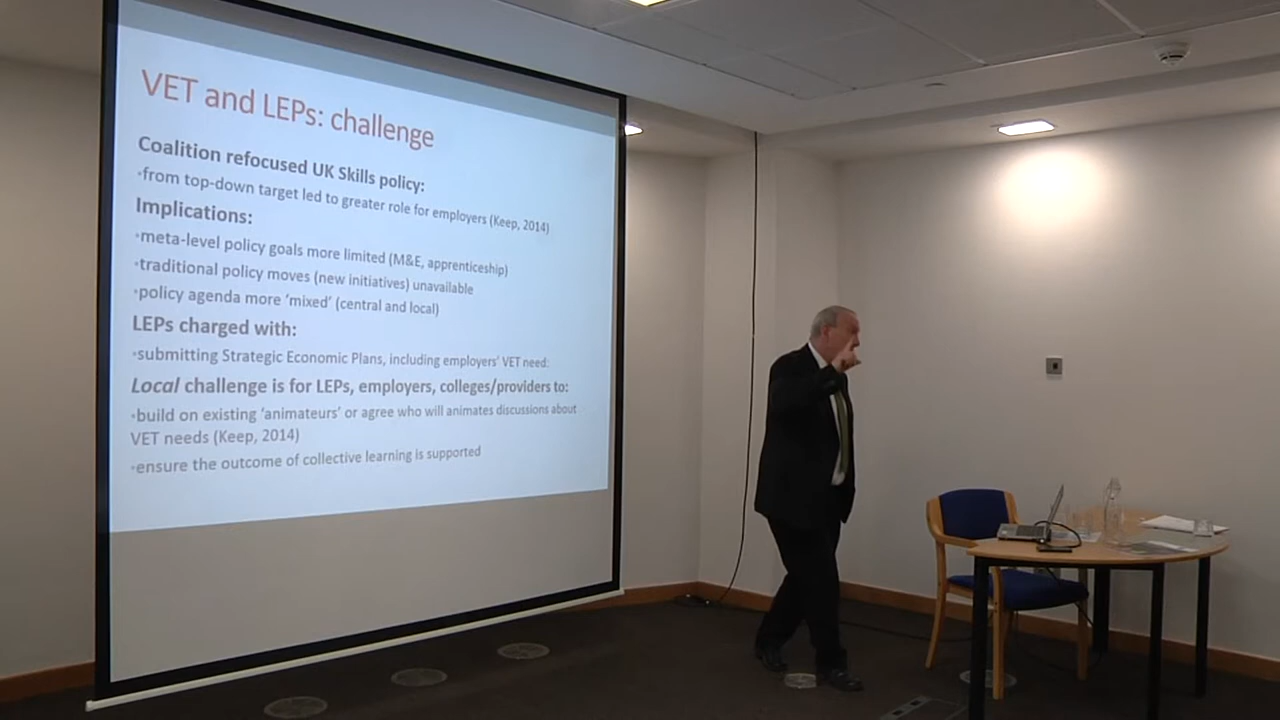 VET and LEPs: challenge
Coalition refocused UK Skills policy:
•from top-down target led to greater role for employers (Keep, 2014)
Implications:
•meta-level policy goals more limited (M&E, apprenticeship)
•traditional policy moves (new initiatives) unavailable
•policy agenda more ‘mixed’ (central and local)
LEPs charged with:
•submitting Strategic Economic Plans, including employers’ VET need:
Local challenge is for LEPs, employers, colleges/providers to:
•build on existing ‘animateurs’ or agree who will animates discussions about
VET needs (Keep, 2014)
•ensure the outcome of collective learning is supported